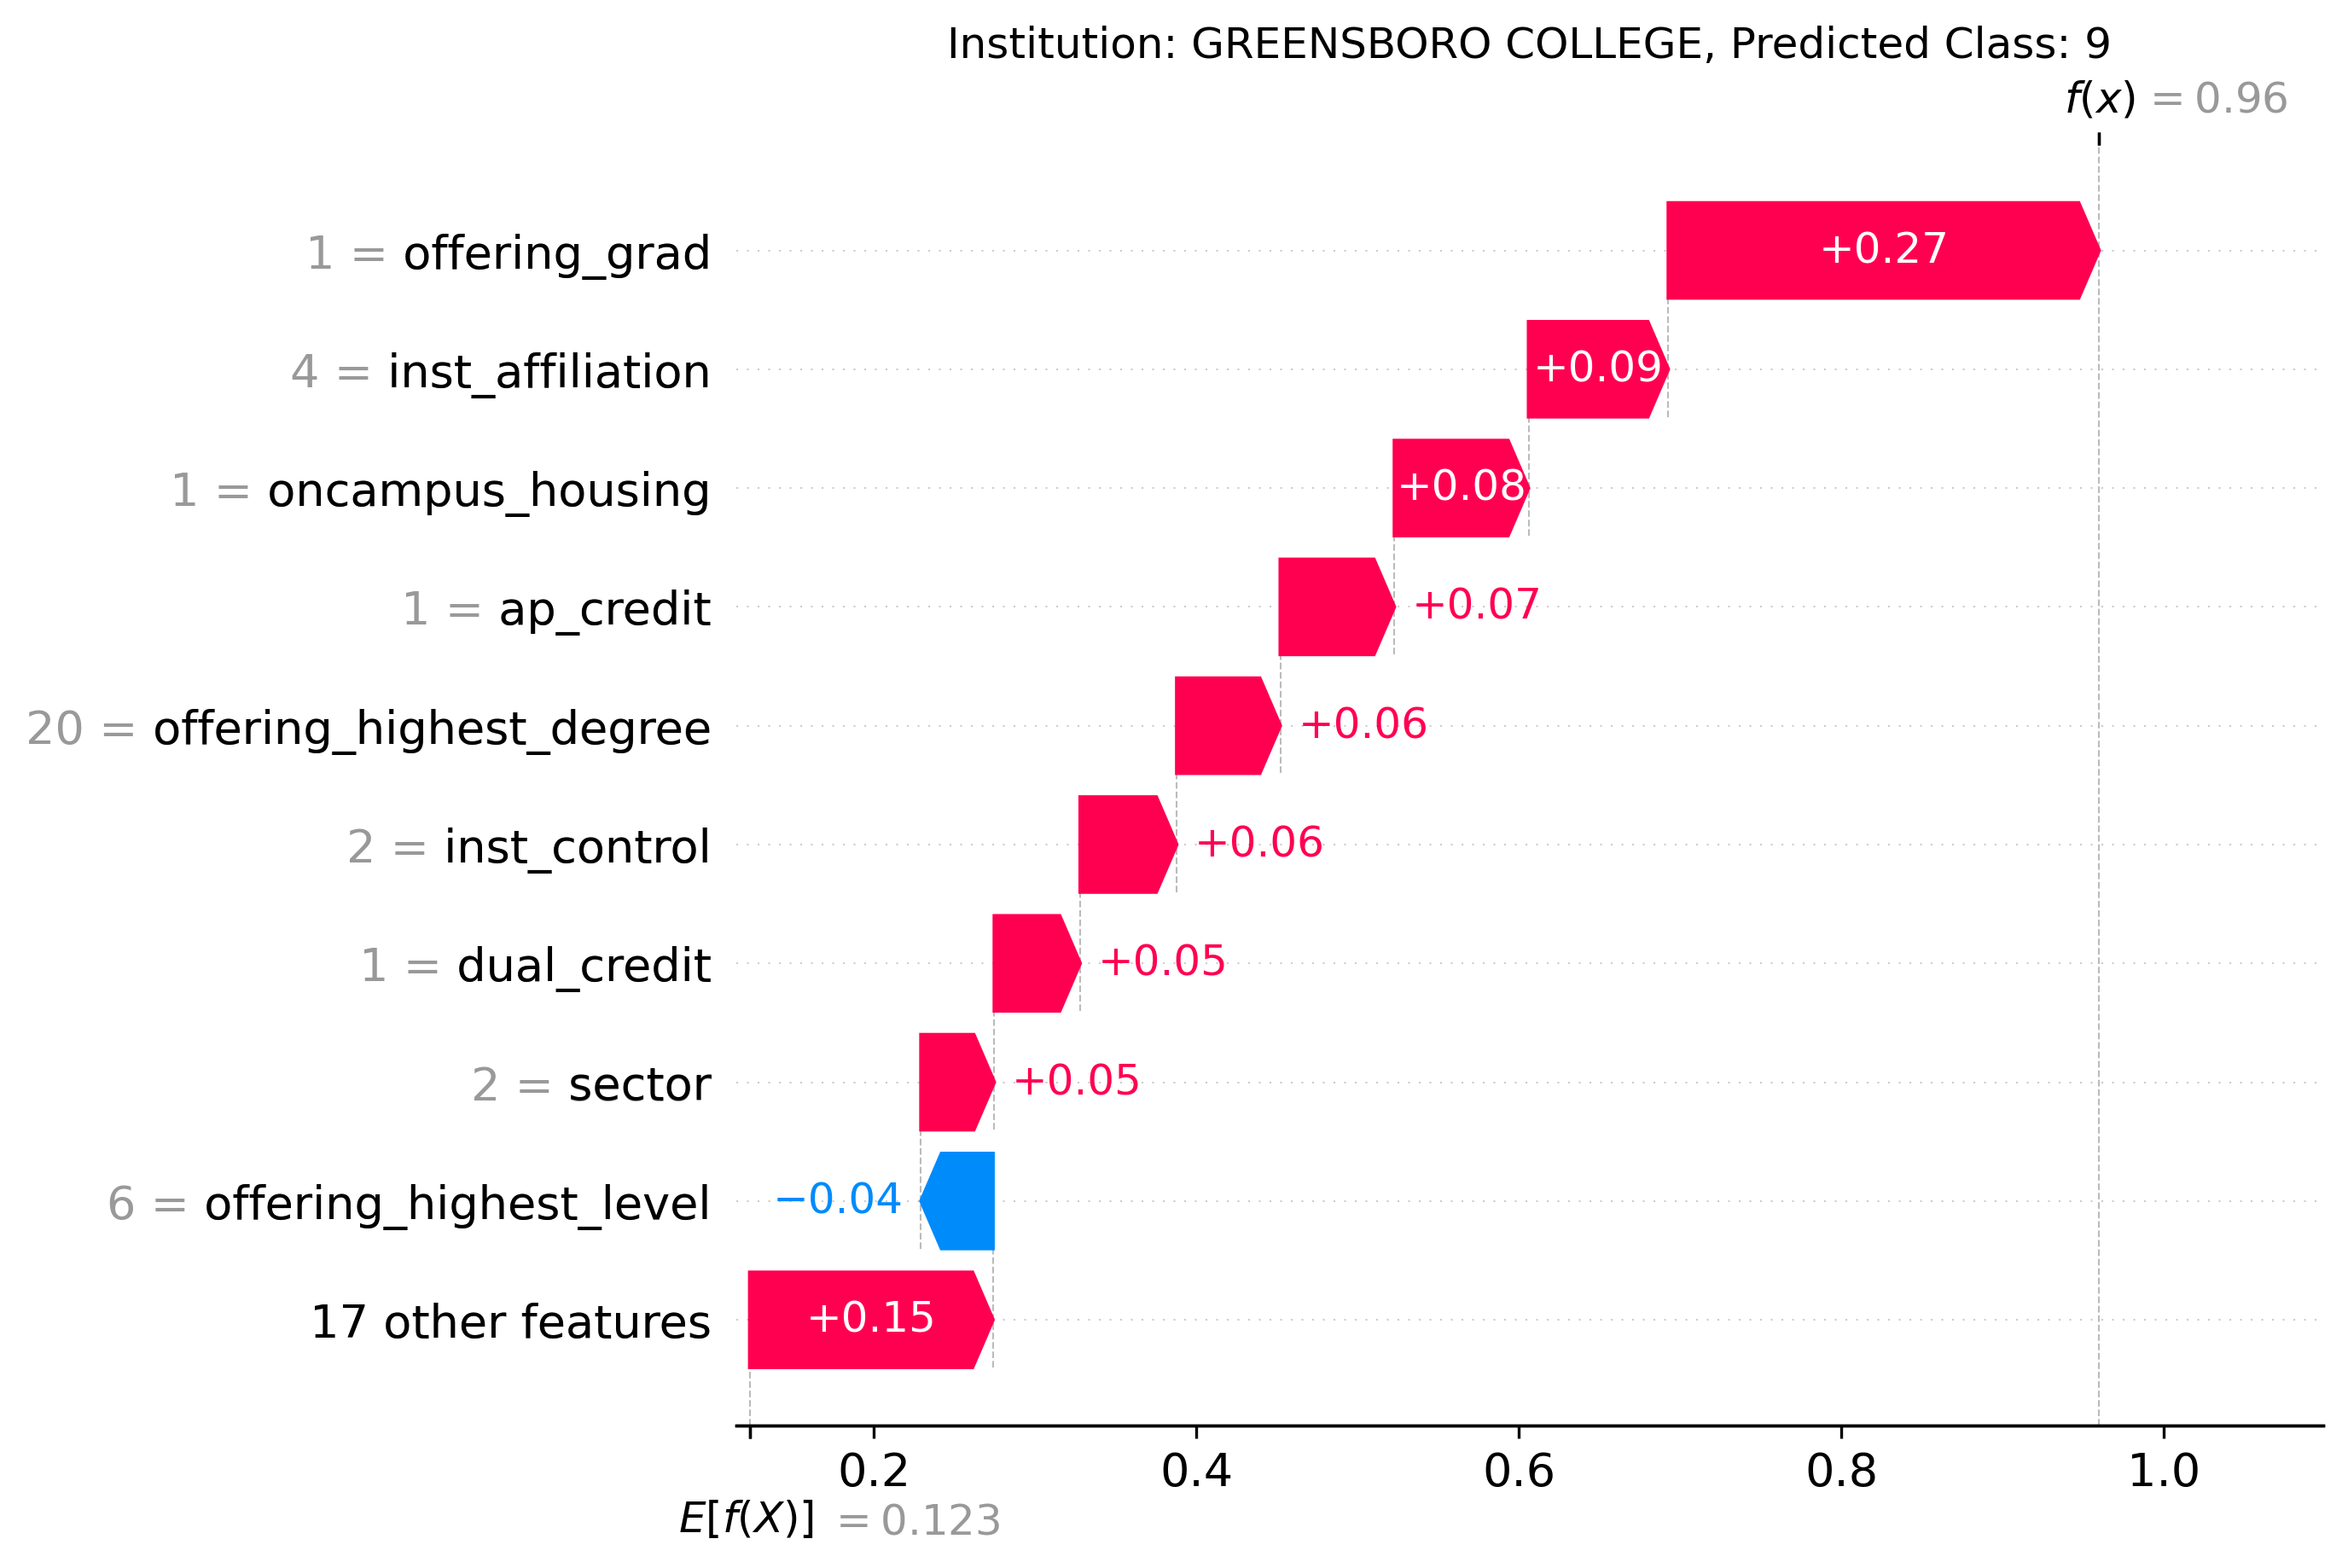 Institution: GREENSBORO COLLEGE, Predicted Class: 9
f(x) = 0.96
1 = offering_grad +0.27
4 = inst_affiliation +0.09
1 = oncampus_housing +0.08
1 = ap_credit +0.07
20 = offering_highest_degree +0.06
2 = inst_control +0.06
1 = dual_credit +0.05
2 = sector +0.05
6 = offering_highest_level −0.04
17 other features +0.15
0.2 0.4 0.6 0.8 1.0
E[f(X)] = 0.123